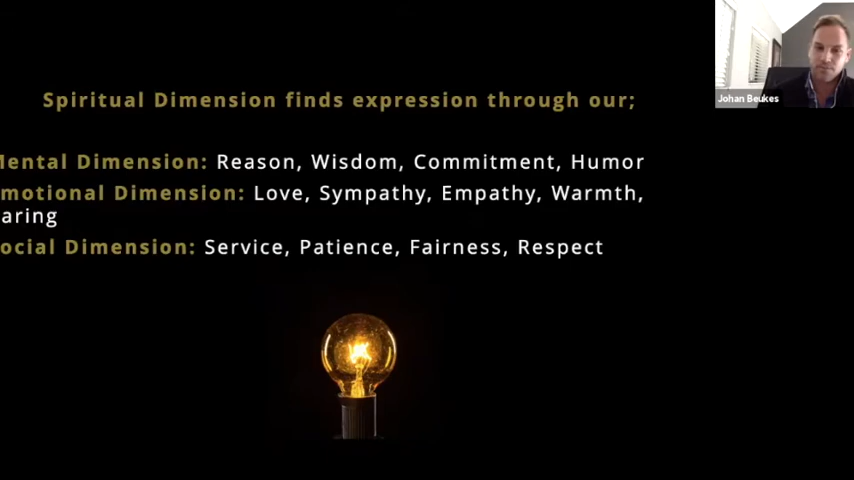 Johan Beukes
Spiritual Dimension finds expression through our;
Mental Dimension: Reason, Wisdom, Commitment, Humor
motional Dimension: Love, Sympathy, Empathy, Warmth,
aring
ocial Dimension: Service, Patience, Fairness, Respect